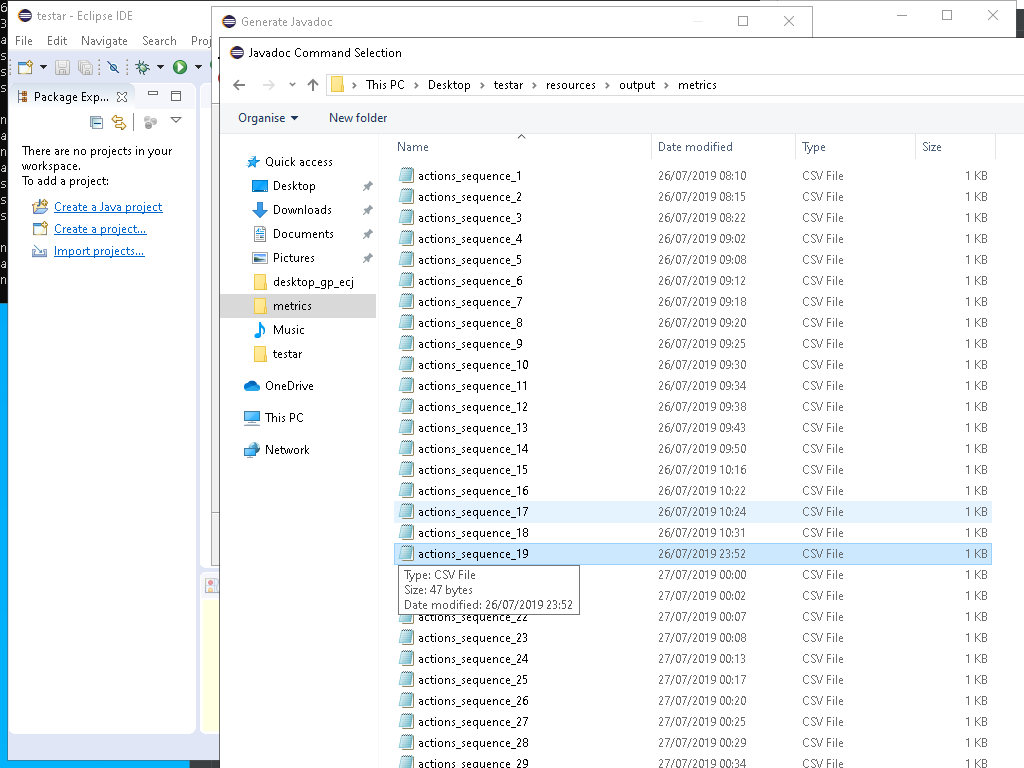 testar - Eclipse IDE
File Edit Navigate Search Proj
Package Exp...
There are no projects in your
workspace.
To add a project:
Create a Java project
Create a project...
Import projects...
Generate Javadoc
Javadoc Command Selection
This PC > Desktop > testar > resources > output > metrics
Organise New folder
Quick access
Desktop
Downloads
Documents
Pictures
desktop_gp_ecj
metrics
Music
testar
OneDrive
This PC
Network
Name Date modified Type Size
actions_sequence_1 26/07/2019 08:10 CSV File 1 KB
actions_sequence_2 26/07/2019 08:15 CSV File 1 KB
actions_sequence_3 26/07/2019 08:22 CSV File 1 KB
actions_sequence_4 26/07/2019 09:02 CSV File 1 KB
actions_sequence_5 26/07/2019 09:08 CSV File 1 KB
actions_sequence_6 26/07/2019 09:12 CSV File 1 KB
actions_sequence_7 26/07/2019 09:18 CSV File 1 KB
actions_sequence_8 26/07/2019 09:20 CSV File 1 KB
actions_sequence_9 26/07/2019 09:25 CSV File 1 KB
actions_sequence_10 26/07/2019 09:30 CSV File 1 KB
actions_sequence_11 26/07/2019 09:34 CSV File 1 KB
actions_sequence_12 26/07/2019 09:38 CSV File 1 KB
actions_sequence_13 26/07/2019 09:43 CSV File 1 KB
actions_sequence_14 26/07/2019 09:50 CSV File 1 KB
actions_sequence_15 26/07/2019 10:16 CSV File 1 KB
actions_sequence_16 26/07/2019 10:22 CSV File 1 KB
actions_sequence_17 26/07/2019 10:24 CSV File 1 KB
actions_sequence_18 26/07/2019 10:31 CSV File 1 KB
actions_sequence_19 26/07/2019 23:52 CSV File 1 KB
Type: CSV File
Size: 47 bytes
Date modified: 26/07/2019 23:52
27/07/2019 00:00 CSV File 1 KB
27/07/2019 00:02 CSV File 1 KB
actions_sequence_22 27/07/2019 00:07 CSV File 1 KB
actions_sequence_23 27/07/2019 00:08 CSV File 1 KB
actions_sequence_24 27/07/2019 00:13 CSV File 1 KB
actions_sequence_25 27/07/2019 00:17 CSV File 1 KB
actions_sequence_26 27/07/2019 00:20 CSV File 1 KB
actions_sequence_27 27/07/2019 00:25 CSV File 1 KB
actions_sequence_28 27/07/2019 00:29 CSV File 1 KB
actions_sequence_29 27/07/2019 00:34 CSV File 1 KB